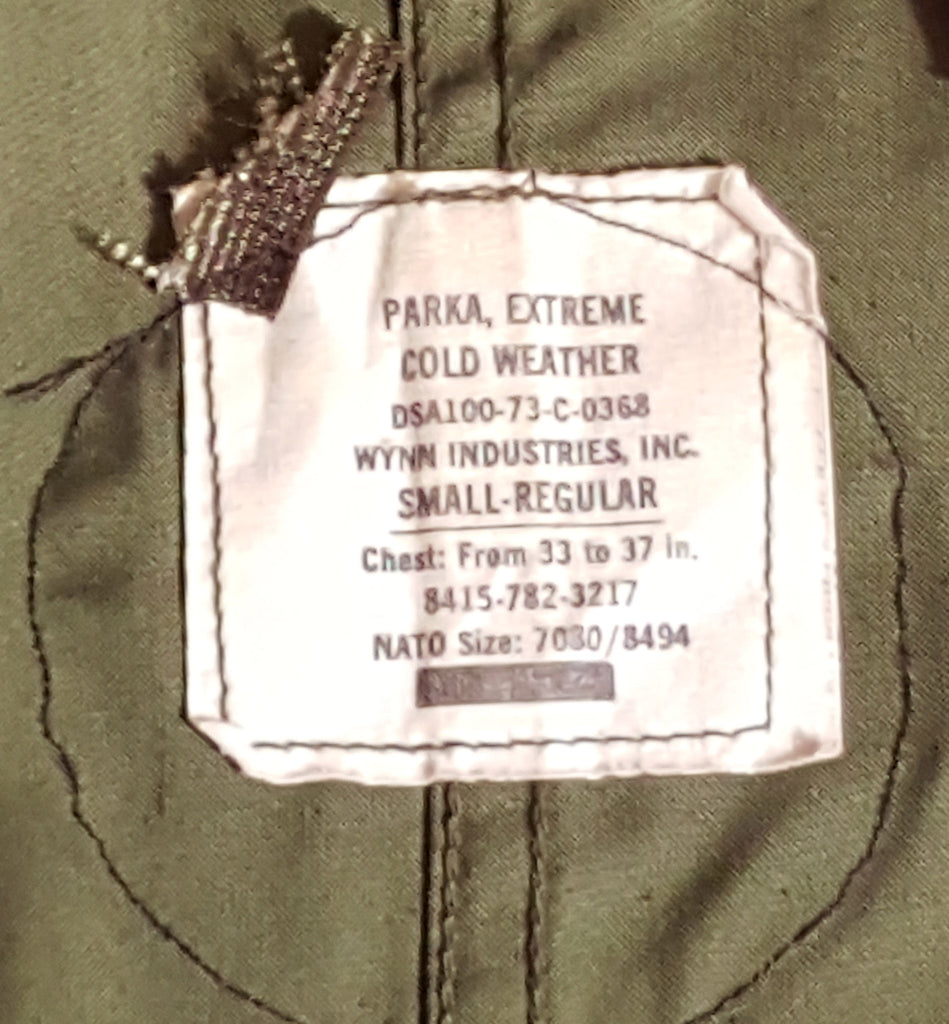 PARKA, EXTREME
COLD WEATHER
DSA100-73-C-0368
WYNN INDUSTRIES, INC.
SMALL-REGULAR
Chest: From 33 to 37 in.
8415-782-3217
NATO Size: 7080/8494